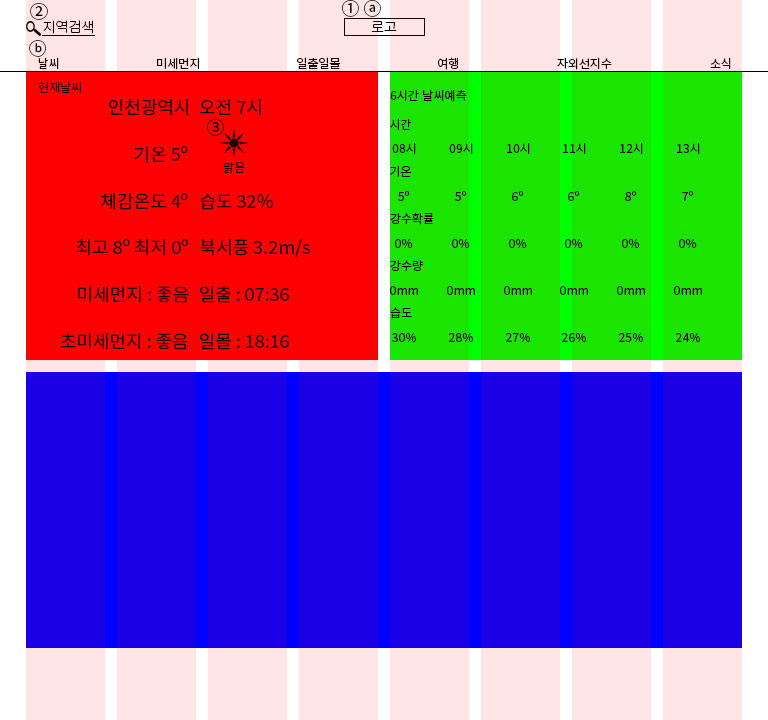 ② ① ⓐ
지역검색 로고
ⓑ
날씨 미세먼지 일출일몰 여행 자외선지수 소식
현재날씨
인천광역시 오전 7시
③
기온 5º
맑음
체감온도 4º 습도 32%
최고 8º 최저 0º 북서풍 3.2m/s
미세먼지 : 좋음 일출 : 07:36
초미세먼지 : 좋음 일몰 : 18:16
6시간 날씨예측
시간
08시 09시 10시 11시 12시 13시
기온
5º 5º 6º 6º 8º 7º
강수확률
0% 0% 0% 0% 0% 0%
강수량
0mm 0mm 0mm 0mm 0mm 0mm
습도
30% 28% 27% 26% 25% 24%